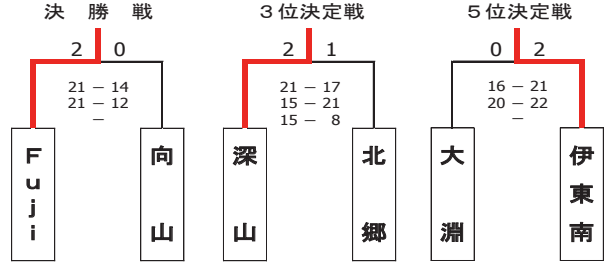 決 勝 戦
2 0
21 － 14
21 － 12
－
Fuji
向山
３位決定戦
2 1
21 － 17
15 － 21
15 － 8
深山
北郷
５位決定戦
0 2
16 － 21
20 － 22
－
大淵
伊東南